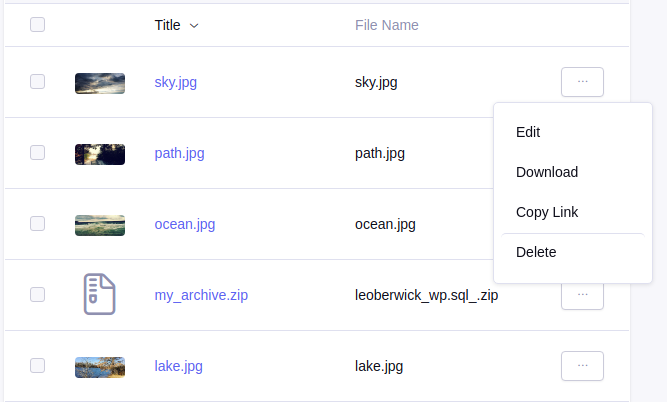 Title File Name
sky.jpg sky.jpg ...
Edit
path.jpg path.jpg
Download
Copy Link
ocean.jpg ocean.jpg
Delete
my_archive.zip leoberwick_wp.sql_.zip ...
lake.jpg lake.jpg ...